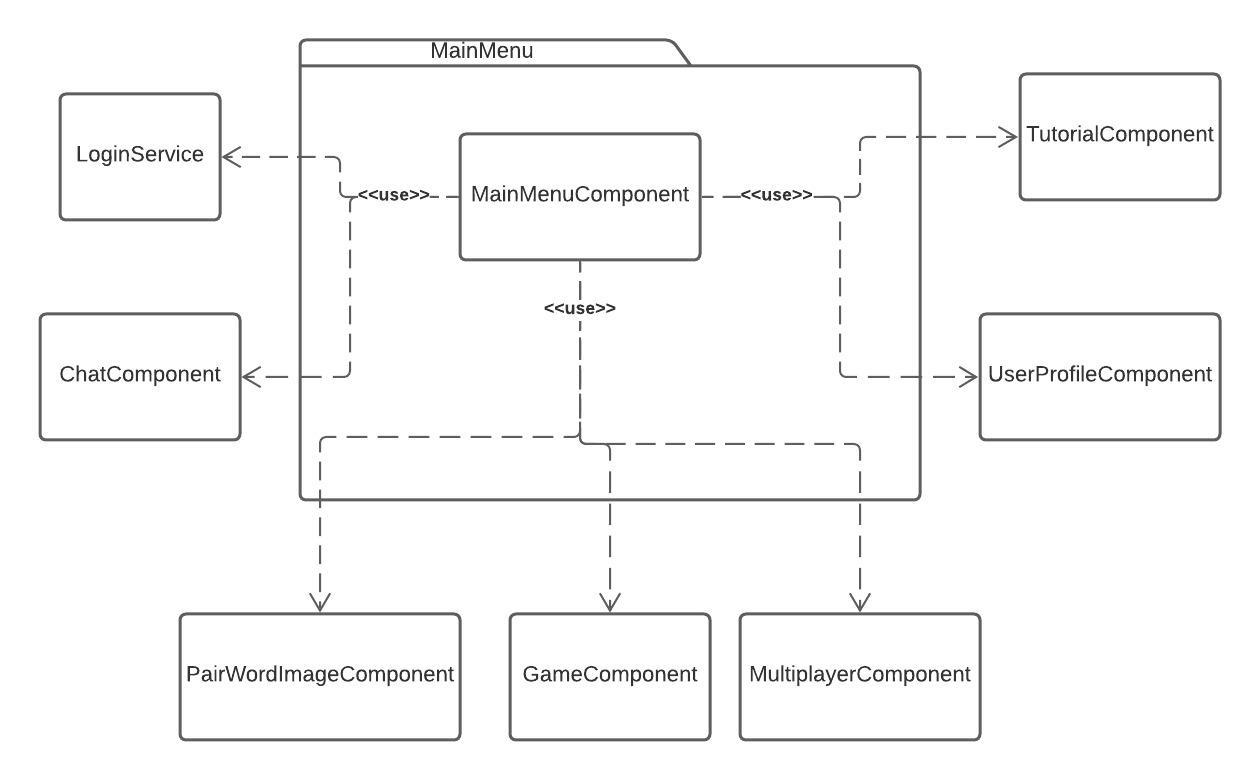 MainMenu
LoginService
TutorialComponent
<<use>>
MainMenuComponent
<<use>>
<<use>>
ChatComponent
UserProfileComponent
PairWordImageComponent
GameComponent
MultiplayerComponent